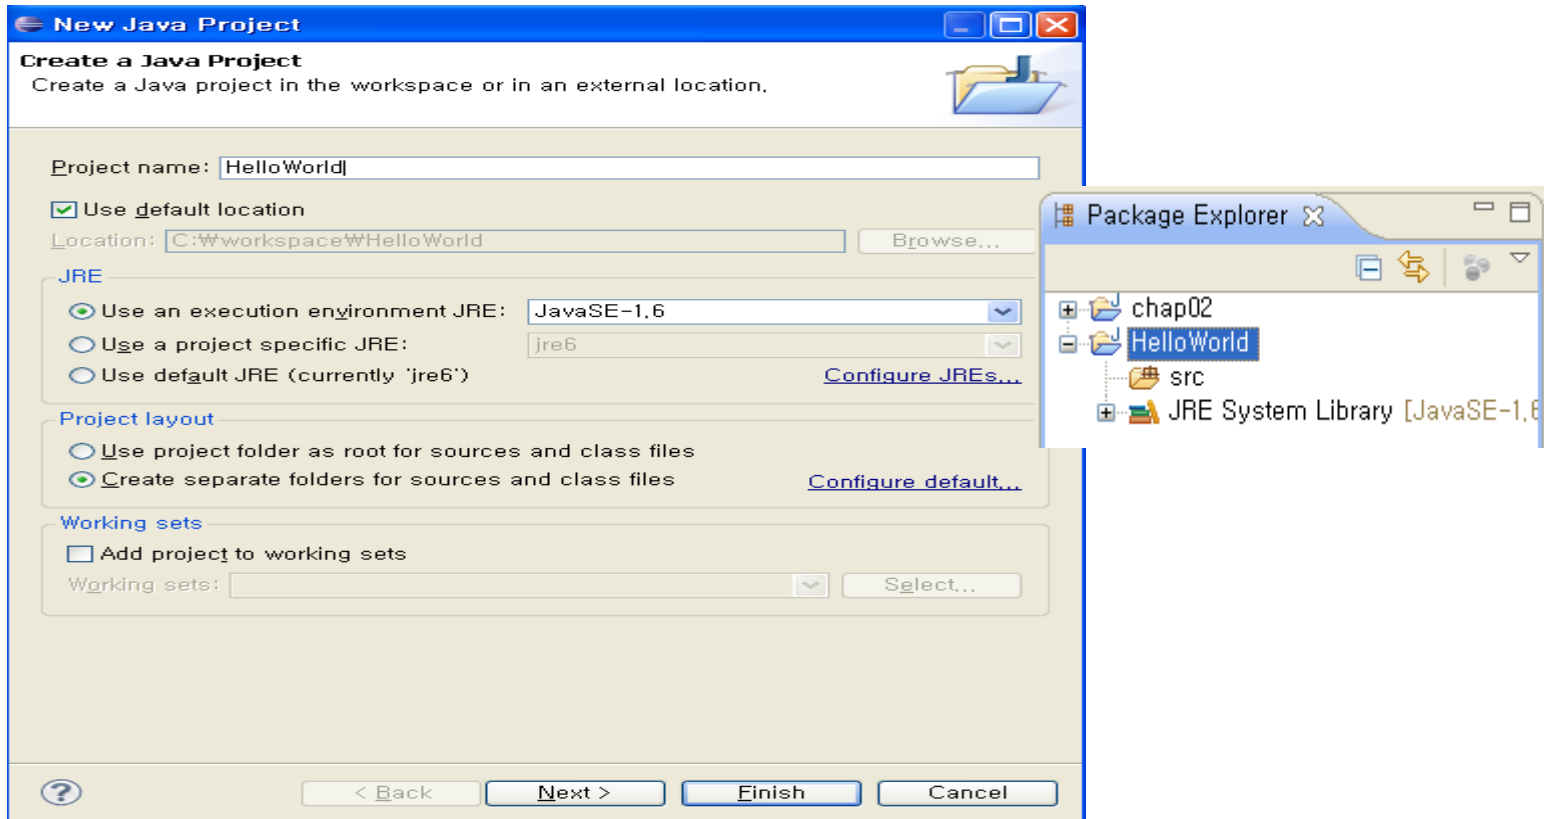 New Java Project
Create a Java Project
Create a Java project in the workspace or in an external location.
Project name: HelloWorld
Use default location
Location: C:₩workspace₩HelloWorld Browse...
JRE
Use an execution environment JRE: JavaSE-1.6
Use a project specific JRE: jre6
Use default JRE (currently 'jre6') Configure JREs...
Project layout
Use project folder as root for sources and class files
Create separate folders for sources and class files Configure default...
Working sets
Add project to working sets
Working sets: Select...
? < Back Next > Finish Cancel
Package Explorer
chap02
HelloWorld
src
JRE System Library [JavaSE-1.6